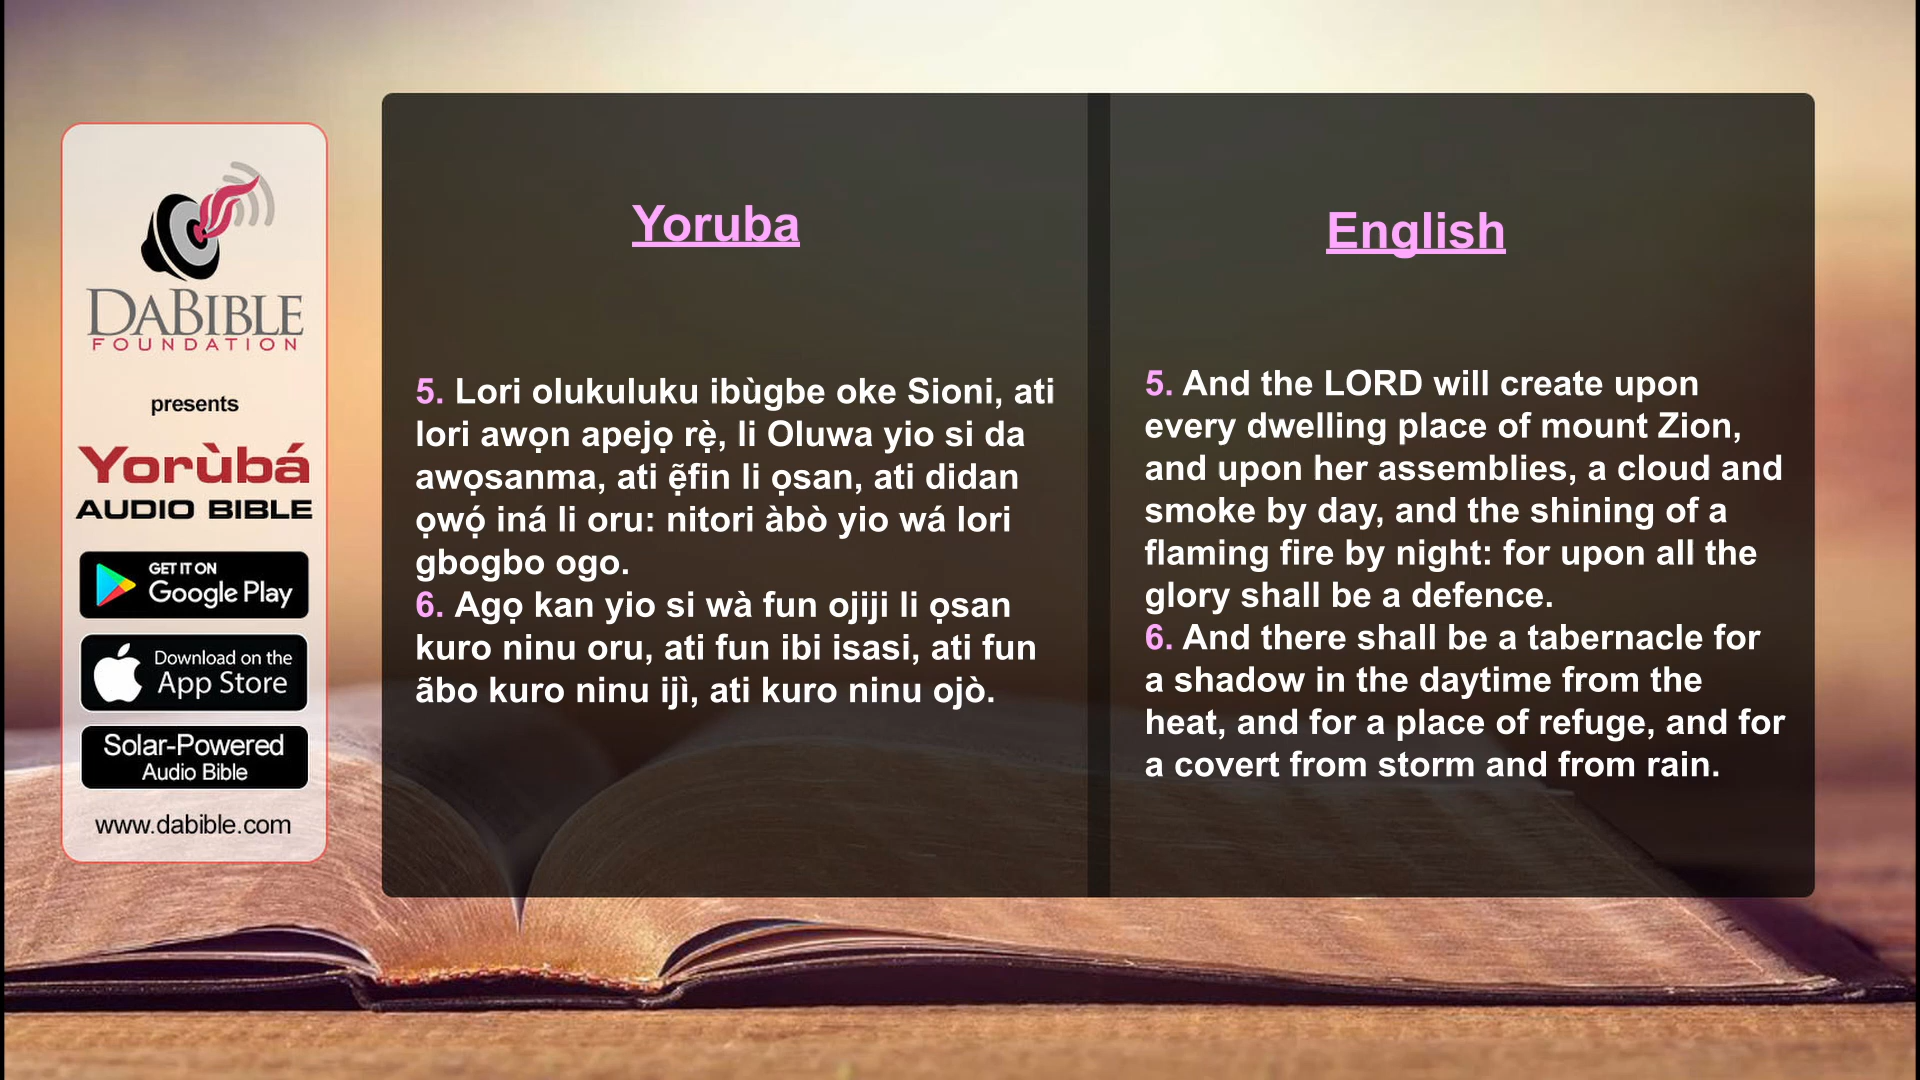 DABIBLE
FOUNDATION
presents
Yorùbá
AUDIO BIBLE
GET IT ON
Google Play
Download on the
App Store
Solar-Powered
Audio Bible
www.dabible.com
Yoruba
5. Lori olukuluku ibùgbe oke Sioni, ati
lori awọn apejọ rẹ̀, li Oluwa yio si da
awọsanma, ati ẹ̃fin li ọsan, ati didan
ọwọ́ iná li oru: nitori àbò yio wá lori
gbogbo ogo.
6. Agọ kan yio si wà fun ojiji li ọsan
kuro ninu oru, ati fun ibi isasi, ati fun
ãbo kuro ninu ijì, ati kuro ninu ojò.
English
5. And the LORD will create upon
every dwelling place of mount Zion,
and upon her assemblies, a cloud and
smoke by day, and the shining of a
flaming fire by night: for upon all the
glory shall be a defence.
6. And there shall be a tabernacle for
a shadow in the daytime from the
heat, and for a place of refuge, and for
a covert from storm and from rain.